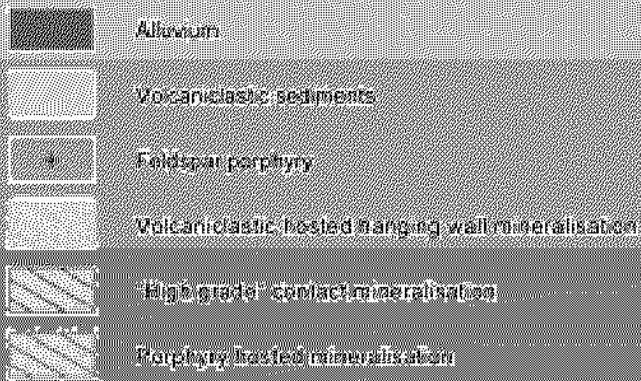 Alluvium
Volcaniclastic sediments
Feldspar porphyry
Volcaniclastic hosted hanging wall mineralisation
"High grade" contact mineralisation
Porphyry hosted mineralisation